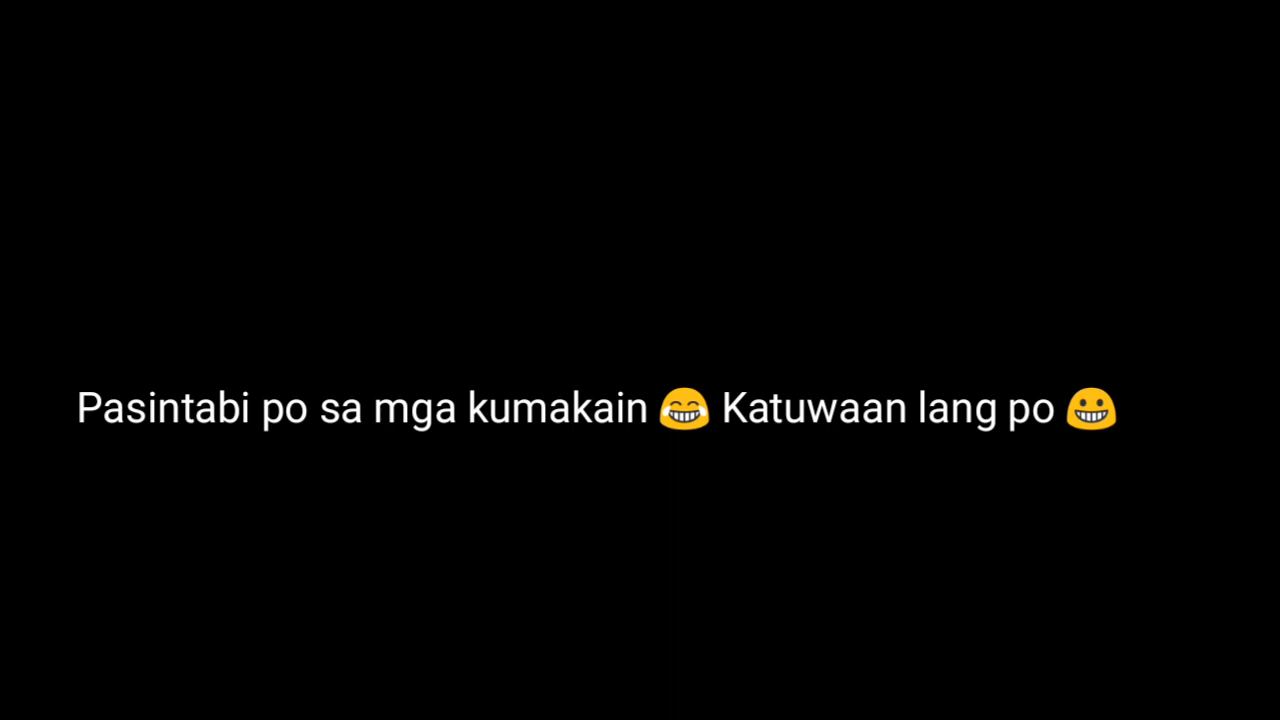 Pasintabi po sa mga kumakain 😂 Katuwaan lang po 😀